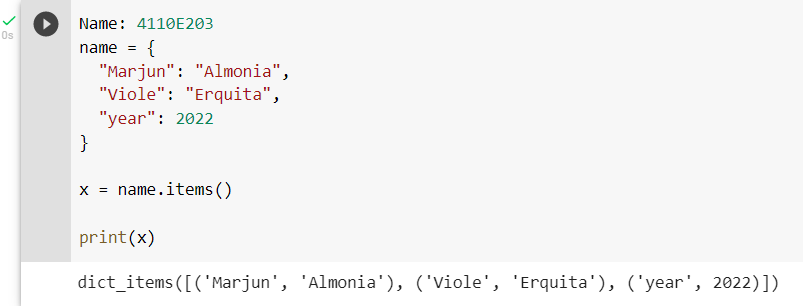 0s
Name: 4110E203
name = {
  "Marjun": "Almonia",
  "Viole": "Erquita",
  "year": 2022
}
x = name.items()
print(x)
dict_items([('Marjun', 'Almonia'), ('Viole', 'Erquita'), ('year', 2022)])